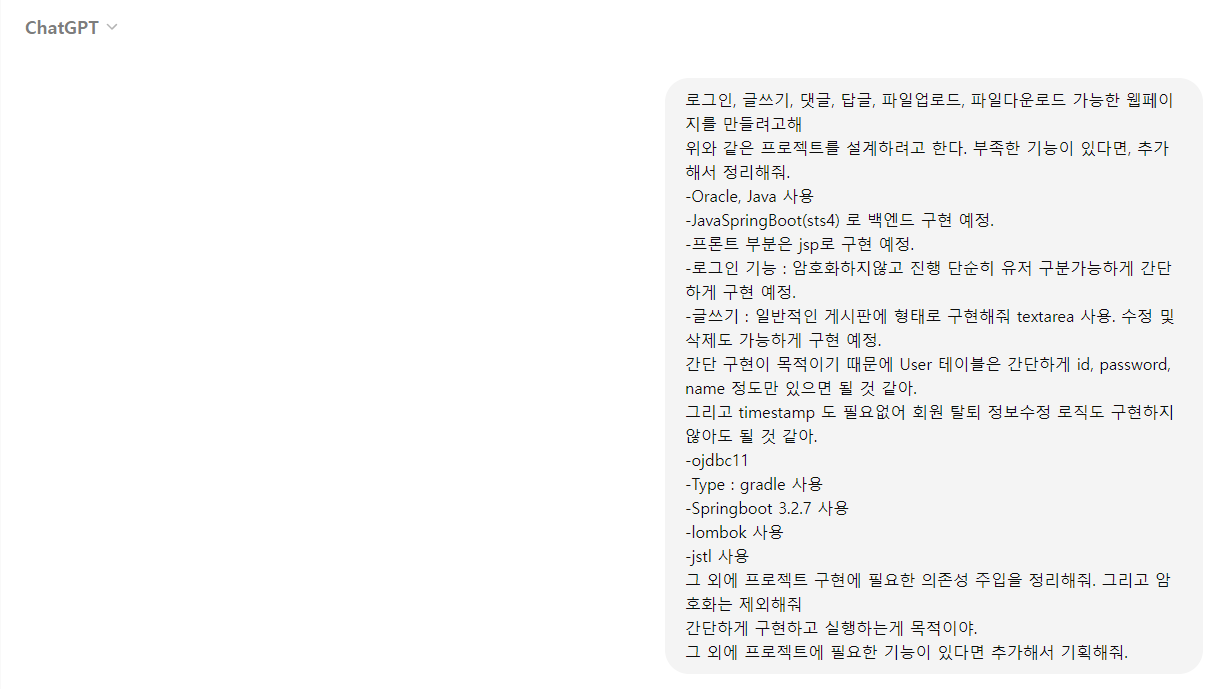 ChatGPT
로그인, 글쓰기, 댓글, 답글, 파일업로드, 파일다운로드 가능한 웹페이
지를 만들려고해
위와 같은 프로젝트를 설계하려고 한다. 부족한 기능이 있다면, 추가
해서 정리해줘.
-Oracle, Java 사용
-JavaSpringBoot(sts4) 로 백엔드 구현 예정.
-프론트 부분은 jsp로 구현 예정.
-로그인 기능 : 암호화하지않고 진행 단순히 유저 구분가능하게 간단
하게 구현 예정.
-글쓰기 : 일반적인 게시판에 형태로 구현해줘 textarea 사용. 수정 및
삭제도 가능하게 구현 예정.
간단 구현이 목적이기 때문에 User 테이블은 간단하게 id, password,
name 정도만 있으면 될 것 같아.
그리고 timestamp 도 필요없어 회원 탈퇴 정보수정 로직도 구현하지
않아도 될 것 같아.
-ojdbc11
-Type : gradle 사용
-Springboot 3.2.7 사용
-lombok 사용
-jstl 사용
그 외에 프로젝트 구현에 필요한 의존성 주입을 정리해줘. 그리고 암
호화는 제외해줘
간단하게 구현하고 실행하는게 목적이야.
그 외에 프로젝트에 필요한 기능이 있다면 추가해서 기획해줘.